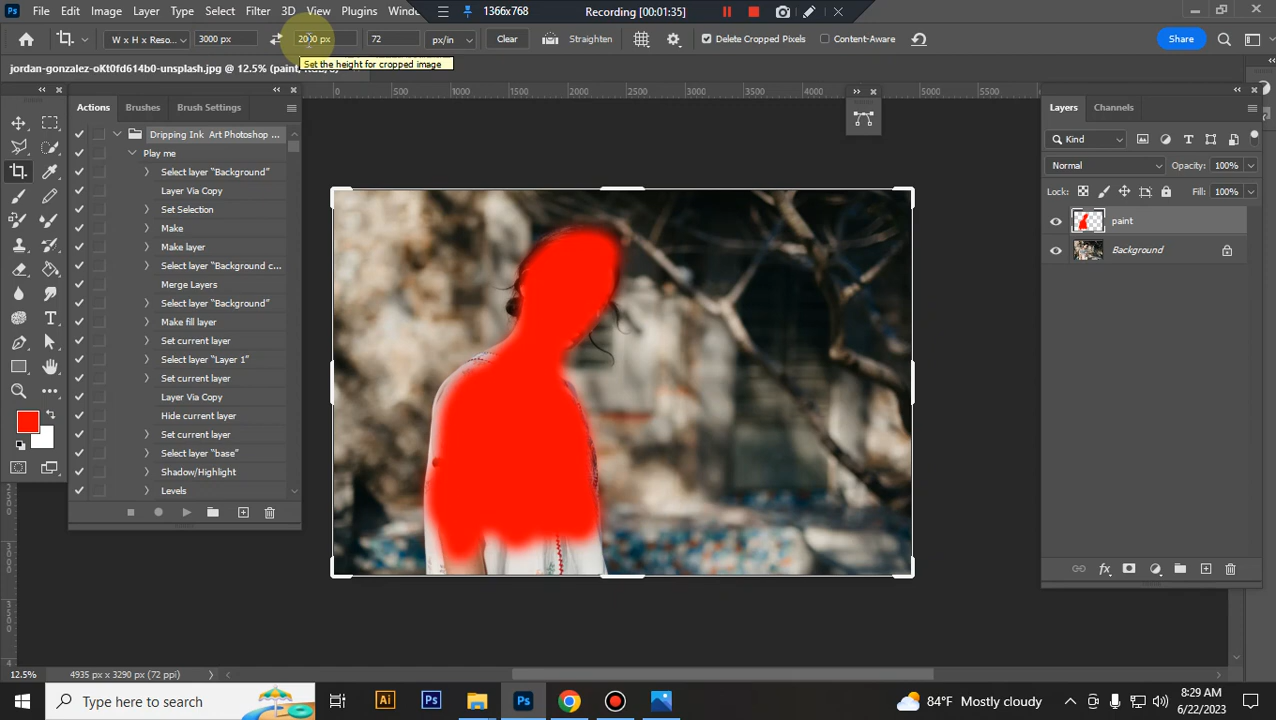 Ps File Edit Image Layer Type Select Filter 3D View Plugins 1366x768 Recording [00:01:35]
W x H x Reso... 3000 px 2000 px 72 px/in Clear Straighten Delete Cropped Pixels Content-Aware Share
Set the height for cropped image
jordan-gonzalez-oKt0fd614b0-unsplash.jpg @ 12.5% (paint,
0 500 1000 1500 2000 2500 3000 3500 4000 5000 5500
Actions Brushes Brush Settings
Layers Channels
Dripping Ink Art Photoshop ...
Play me
Select layer “Background”
Layer Via Copy
Set Selection
Make
Make layer
Select layer “Background c...
Merge Layers
Select layer “Background”
Make fill layer
Set current layer
Select layer “Layer 1”
Set current layer
Layer Via Copy
Hide current layer
Set current layer
Select layer “base”
Shadow/Highlight
Levels
Kind
Normal Opacity: 100%
Lock: Fill: 100%
paint
Background
12.5% 4935 px x 3290 px (72 ppi)
Type here to search Ai Ps Ps 84°F Mostly cloudy
6/22/2023